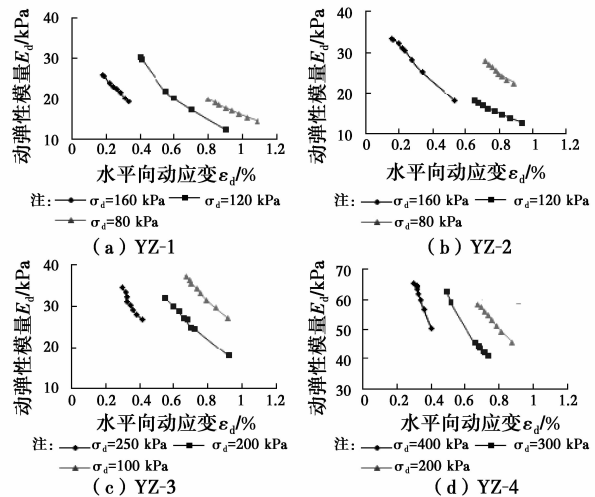 动弹性模量Ed/kPa
40
30
20
10
0 0.2 0.4 0.6 0.8 1 1.2
水平向动应变εd/%
注: σd=160 kPa σd=120 kPa
σd=80 kPa
(a) YZ-1
动弹性模量Ed/kPa
40
30
20
10
0 0.2 0.4 0.6 0.8 1 1.2
水平向动应变εd/%
注: σd=160 kPa σd=120 kPa
σd=80 kPa
(b) YZ-2
动弹性模量Ed/kPa
40
30
20
10
0 0.2 0.4 0.6 0.8 1 1.2
水平向动应变εd/%
注: σd=250 kPa σd=200 kPa
σd=100 kPa
(c) YZ-3
动弹性模量Ed/kPa
70
60
50
40
30
0 0.2 0.4 0.6 0.8 1 1.2
水平向动应变εd/%
注: σd=400 kPa σd=300 kPa
σd=200 kPa
(d) YZ-4